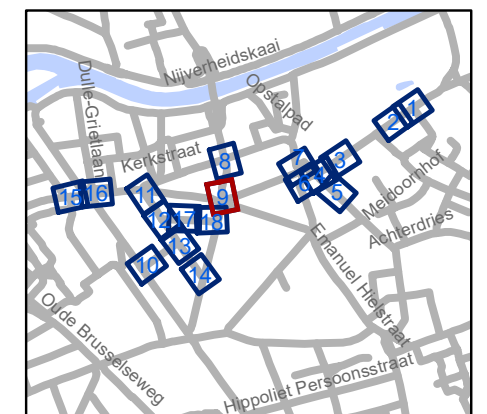 Nijverheidskaai
Dulle-Grietlaan
Opstalpad
Kerkstraat
1
2
3
4
5
6
7
8
9
10
11
12
13
14
15
16
17
18
Meidoornhof
Achterdries
Emanuel Hielstraat
Oude Brusselseweg
Hippoliet Persoonsstraat